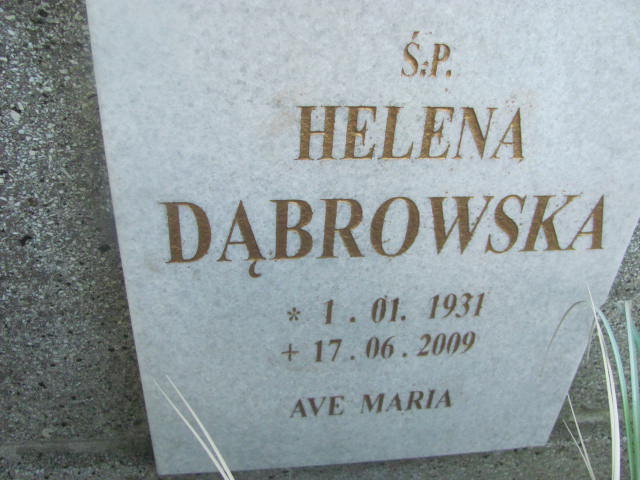 Ś.P.
HELENA
DĄBROWSKA
* 1.01.1931
+ 17.06.2009
AVE MARIA